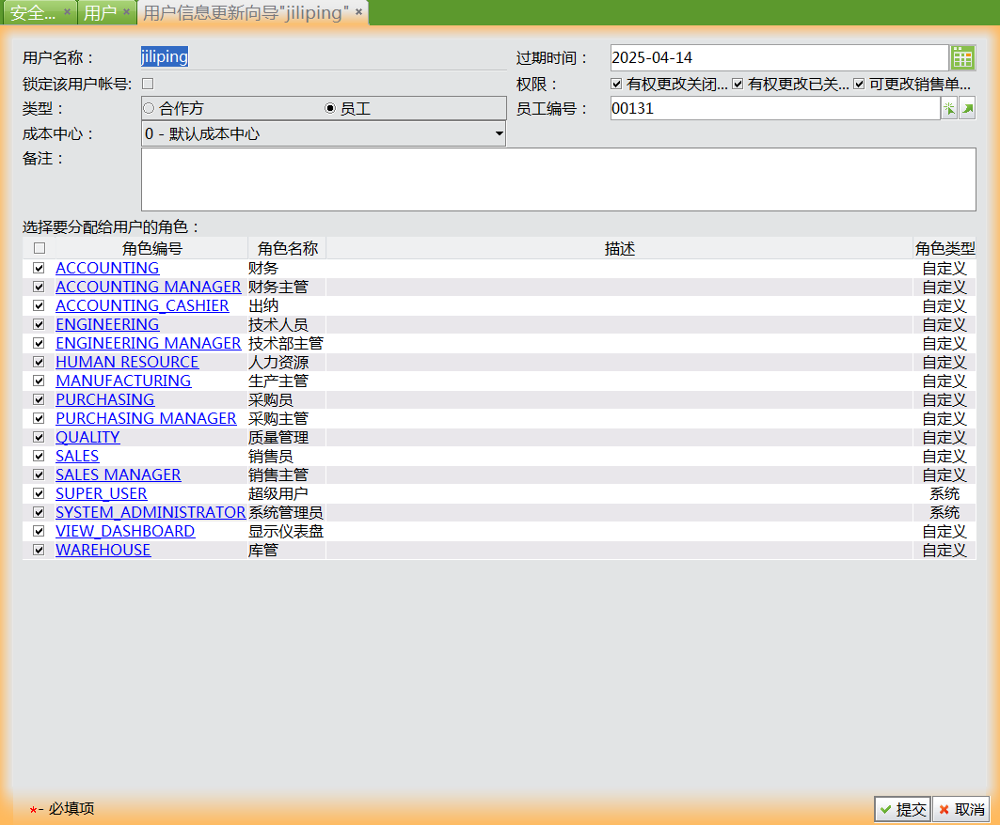 安全... × 用户 × 用户信息更新向导"jiliping" ×
用户名称： jiliping 过期时间： 2025-04-14
锁定该用户帐号: 权限： 有权更改关闭... 有权更改已关... 可更改销售单...
类型： 合作方 员工 员工编号： 00131
成本中心： 0 - 默认成本中心
备注：
选择要分配给用户的角色：
角色编号 角色名称 描述 角色类型
ACCOUNTING 财务 自定义
ACCOUNTING MANAGER 财务主管 自定义
ACCOUNTING_CASHIER 出纳 自定义
ENGINEERING 技术人员 自定义
ENGINEERING MANAGER 技术部主管 自定义
HUMAN RESOURCE 人力资源 自定义
MANUFACTURING 生产主管 自定义
PURCHASING 采购员 自定义
PURCHASING MANAGER 采购主管 自定义
QUALITY 质量管理 自定义
SALES 销售员 自定义
SALES MANAGER 销售主管 自定义
SUPER_USER 超级用户 系统
SYSTEM_ADMINISTRATOR 系统管理员 系统
VIEW_DASHBOARD 显示仪表盘 自定义
WAREHOUSE 库管 自定义
*- 必填项 提交 取消